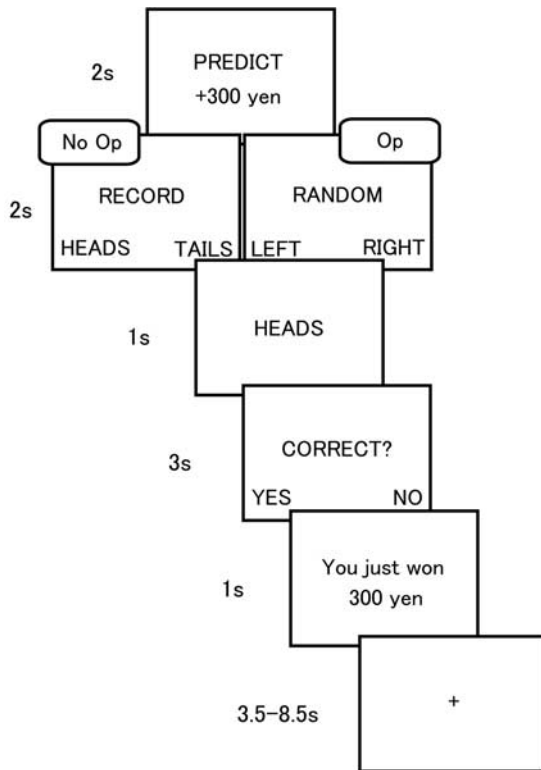 2s
PREDICT
+300 yen
No Op
Op
2s
RECORD
RANDOM
HEADS TAILS
LEFT RIGHT
1s
HEADS
3s
CORRECT?
YES NO
1s
You just won
300 yen
3.5-8.5s
+